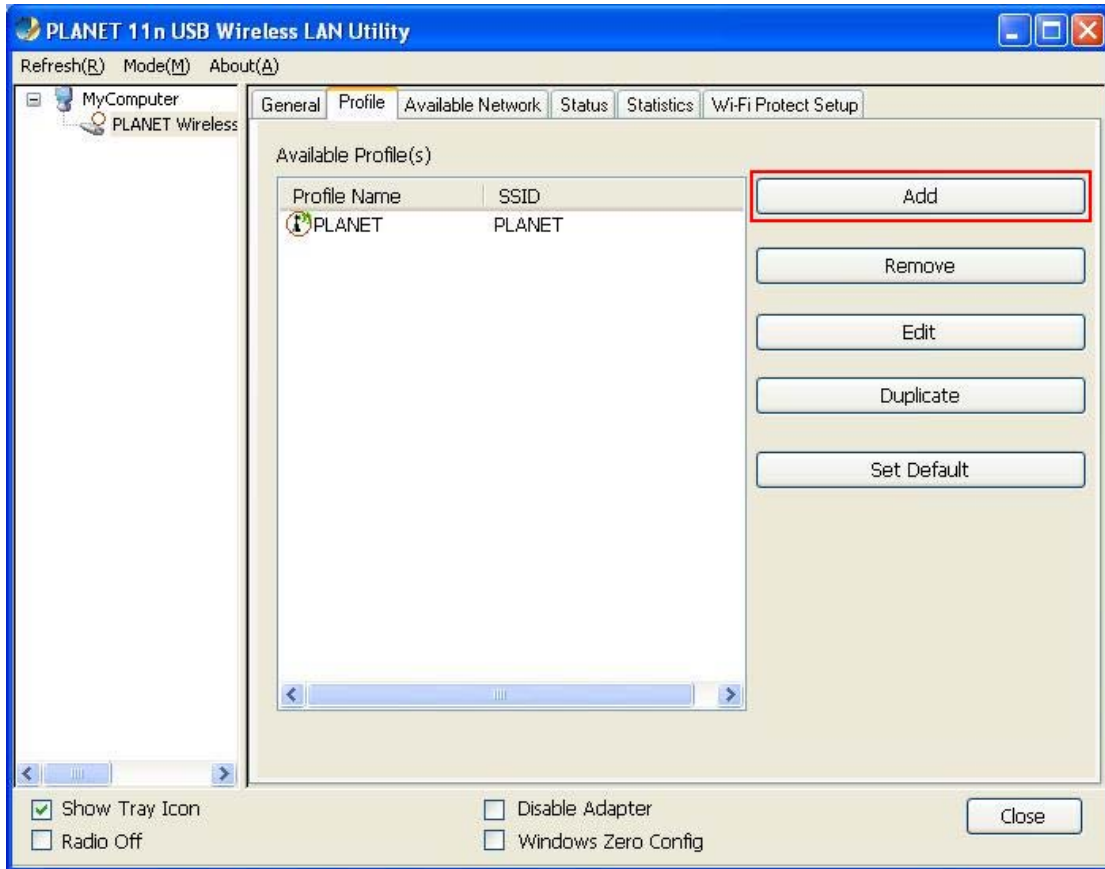 PLANET 11n USB Wireless LAN Utility
Refresh(R) Mode(M) About(A)
MyComputer
PLANET Wireless
General Profile Available Network Status Statistics Wi-Fi Protect Setup
Available Profile(s)
Profile Name SSID
PLANET PLANET
Add
Remove
Edit
Duplicate
Set Default
Show Tray Icon
Radio Off
Disable Adapter
Windows Zero Config
Close